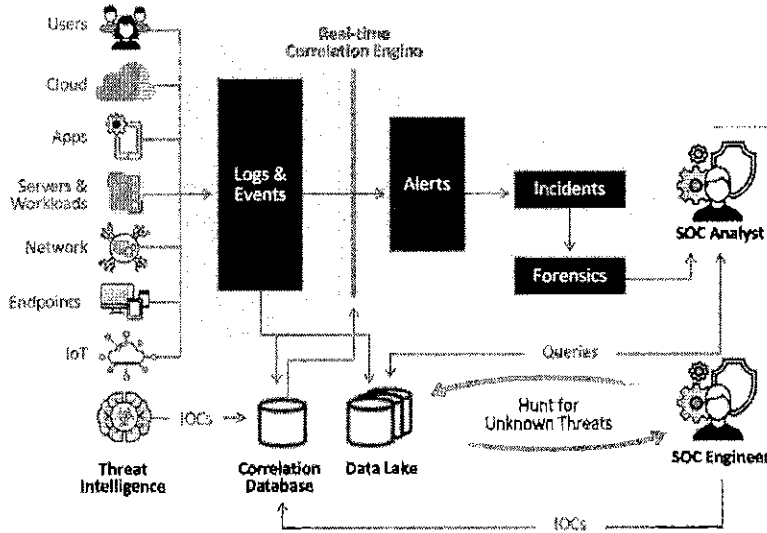 Users
Real-time
Correlation Engine
Cloud
Apps
Logs &
Events
Alerts
Incidents
Servers &
Workloads
SOC Analyst
Network
Forensics
Endpoints
IoT
Queries
IOCs
Hunt for
Unknown Threats
Threat
Intelligence
Correlation
Database
Data Lake
SOC Engineer
IOCs